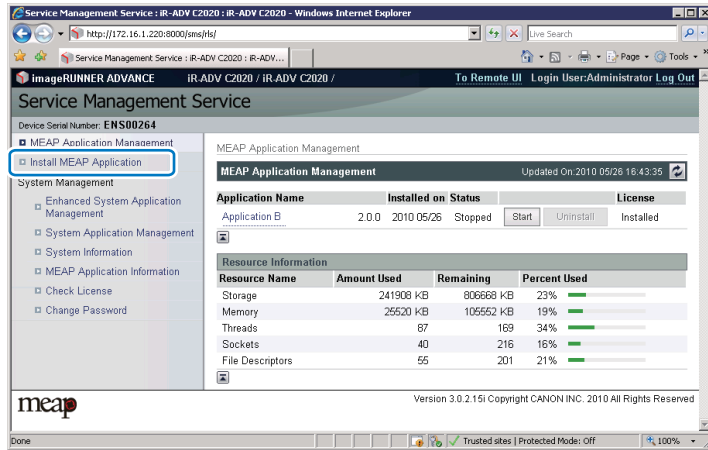 Service Management Service : iR-ADV C2020 : iR-ADV C2020 - Windows Internet Explorer
http://172.16.1.220:8000/sms/rls/
Live Search
Service Management Service : iR-ADV C2020 : iR-ADV...
Page Tools
imageRUNNER ADVANCE iR-ADV C2020 / iR-ADV C2020 / To Remote UI Login User:Administrator Log Out
Service Management Service
Device Serial Number: ENS00264
MEAP Application Management
Install MEAP Application
System Management
Enhanced System Application
Management
System Application Management
System Information
MEAP Application Information
Check License
Change Password
MEAP Application Management
MEAP Application Management Updated On:2010 05/26 16:43:35
Application Name Installed on Status License
Application B 2.0.0 2010 05/26 Stopped Start Uninstall Installed
Resource Information
Resource Name Amount Used Remaining Percent Used
Storage 241908 KB 806668 KB 23%
Memory 25520 KB 105552 KB 19%
Threads 87 169 34%
Sockets 40 216 16%
File Descriptors 55 201 21%
meap
Version 3.0.2.15i Copyright CANON INC. 2010 All Rights Reserved
Done Trusted sites | Protected Mode: Off 100%